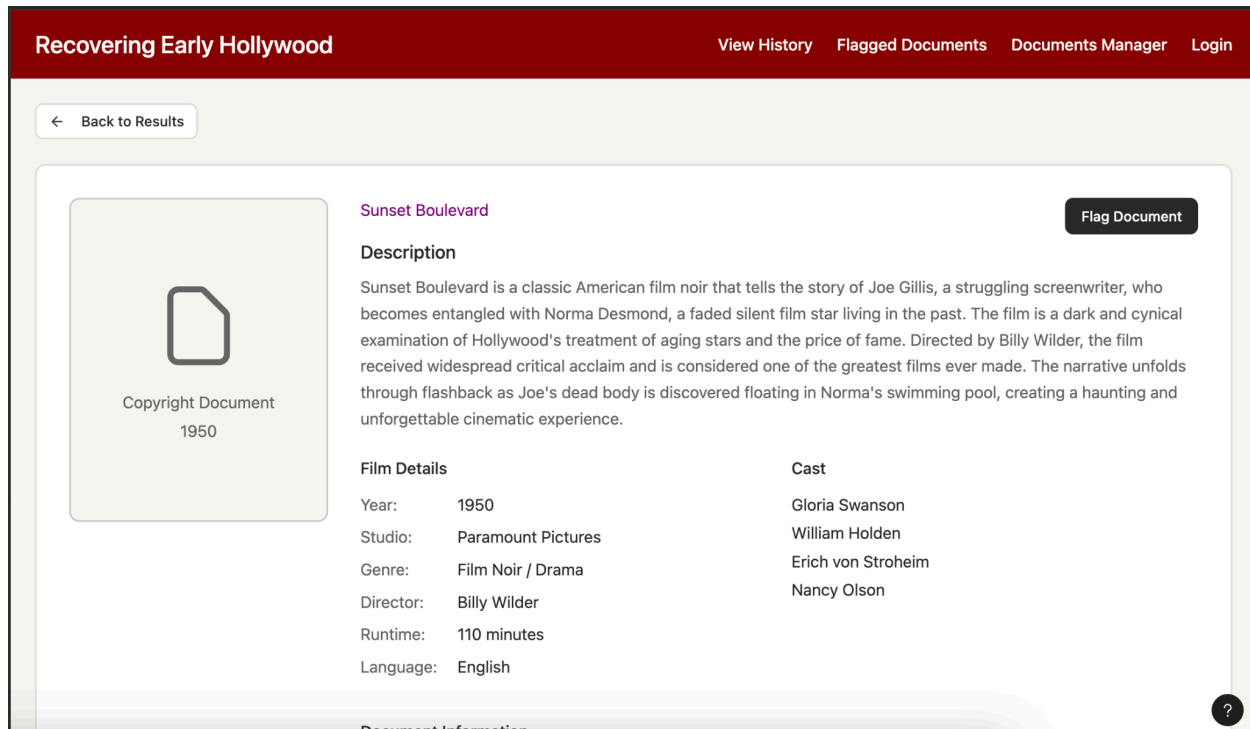 Recovering Early Hollywood
View History
Flagged Documents
Documents Manager
Login
← Back to Results
Copyright Document
1950
Sunset Boulevard
Flag Document
Description
Sunset Boulevard is a classic American film noir that tells the story of Joe Gillis, a struggling screenwriter, who
becomes entangled with Norma Desmond, a faded silent film star living in the past. The film is a dark and cynical
examination of Hollywood's treatment of aging stars and the price of fame. Directed by Billy Wilder, the film
received widespread critical acclaim and is considered one of the greatest films ever made. The narrative unfolds
through flashback as Joe's dead body is discovered floating in Norma's swimming pool, creating a haunting and
unforgettable cinematic experience.
Film Details
Year: 1950
Studio: Paramount Pictures
Genre: Film Noir / Drama
Director: Billy Wilder
Runtime: 110 minutes
Language: English
Cast
Gloria Swanson
William Holden
Erich von Stroheim
Nancy Olson
Document Information
?